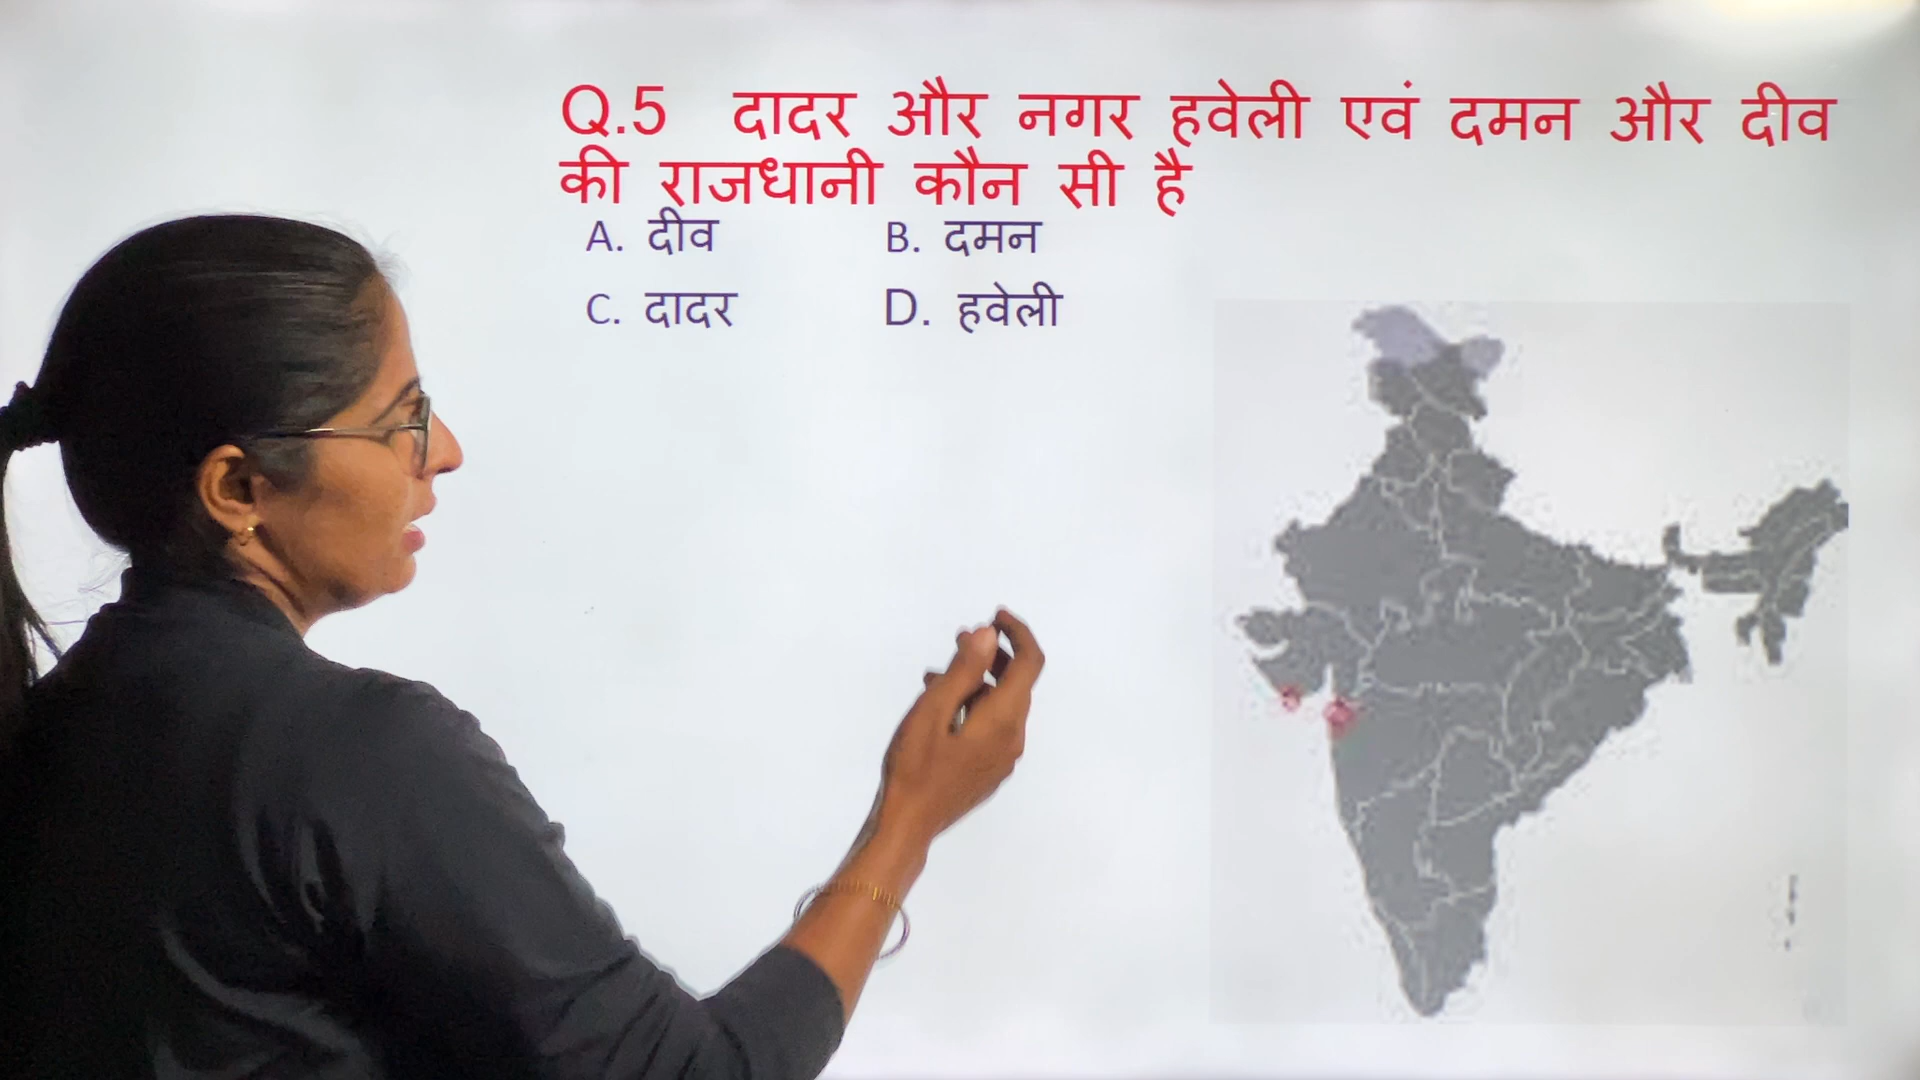 Q.5 दादर और नगर हवेली एवं दमन और दीव
की राजधानी कौन सी है
A. दीव B. दमन
C. दादर D. हवेली